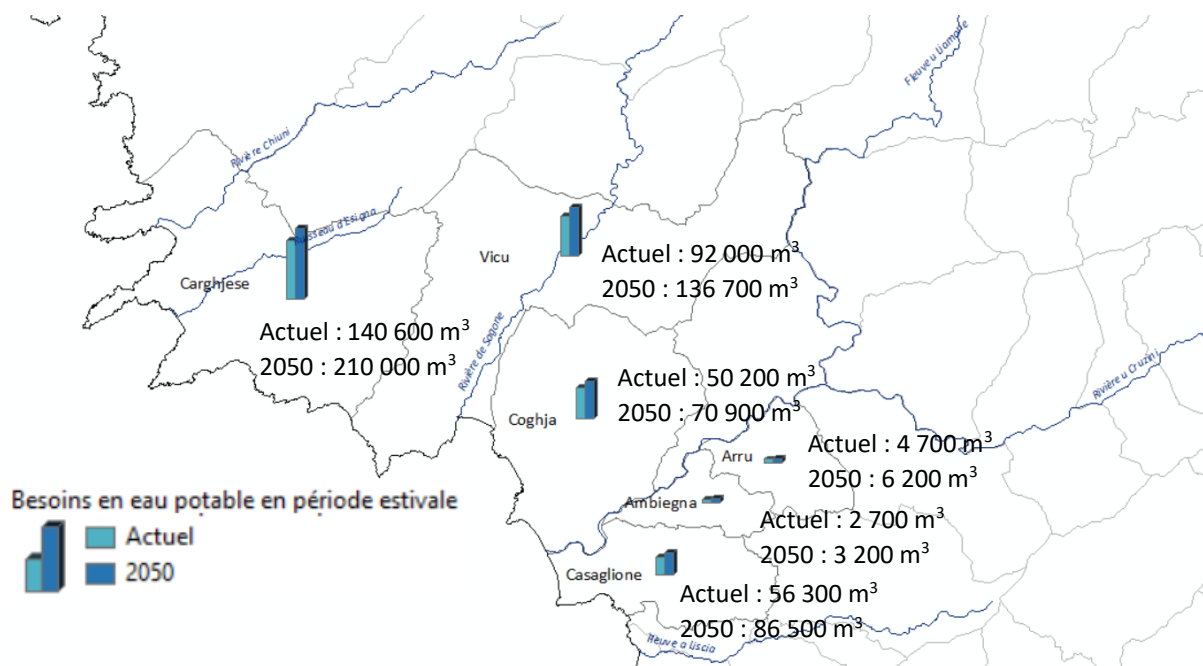 Fleuve u Liamone
Rivière Chiuni
Ruisseau d'Esigna
Carghjese
Vicu
Actuel : 92 000 m³
2050 : 136 700 m³
Actuel : 140 600 m³
2050 : 210 000 m³
Rivière de Sagone
Rivière u Cruzini
Actuel : 50 200 m³
2050 : 70 900 m³
Coghja
Arru
Actuel : 4 700 m³
2050 : 6 200 m³
Besoins en eau potable en période estivale
Actuel
2050
Ambiegna
Actuel : 2 700 m³
2050 : 3 200 m³
Casaglione
Actuel : 56 300 m³
2050 : 86 500 m³
Fleuve a Liscia